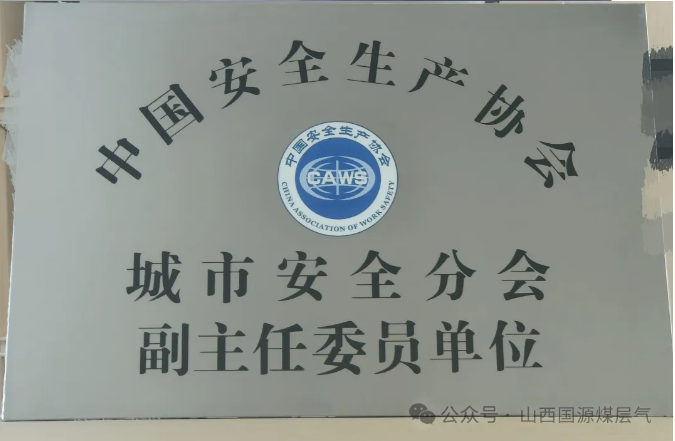 中国安全生产协会
中国安全生产协会
CAWS
CHINA ASSOCIATION OF WORK SAFETY
城市安全分会
副主任委员单位
公众号·山西国源煤层气